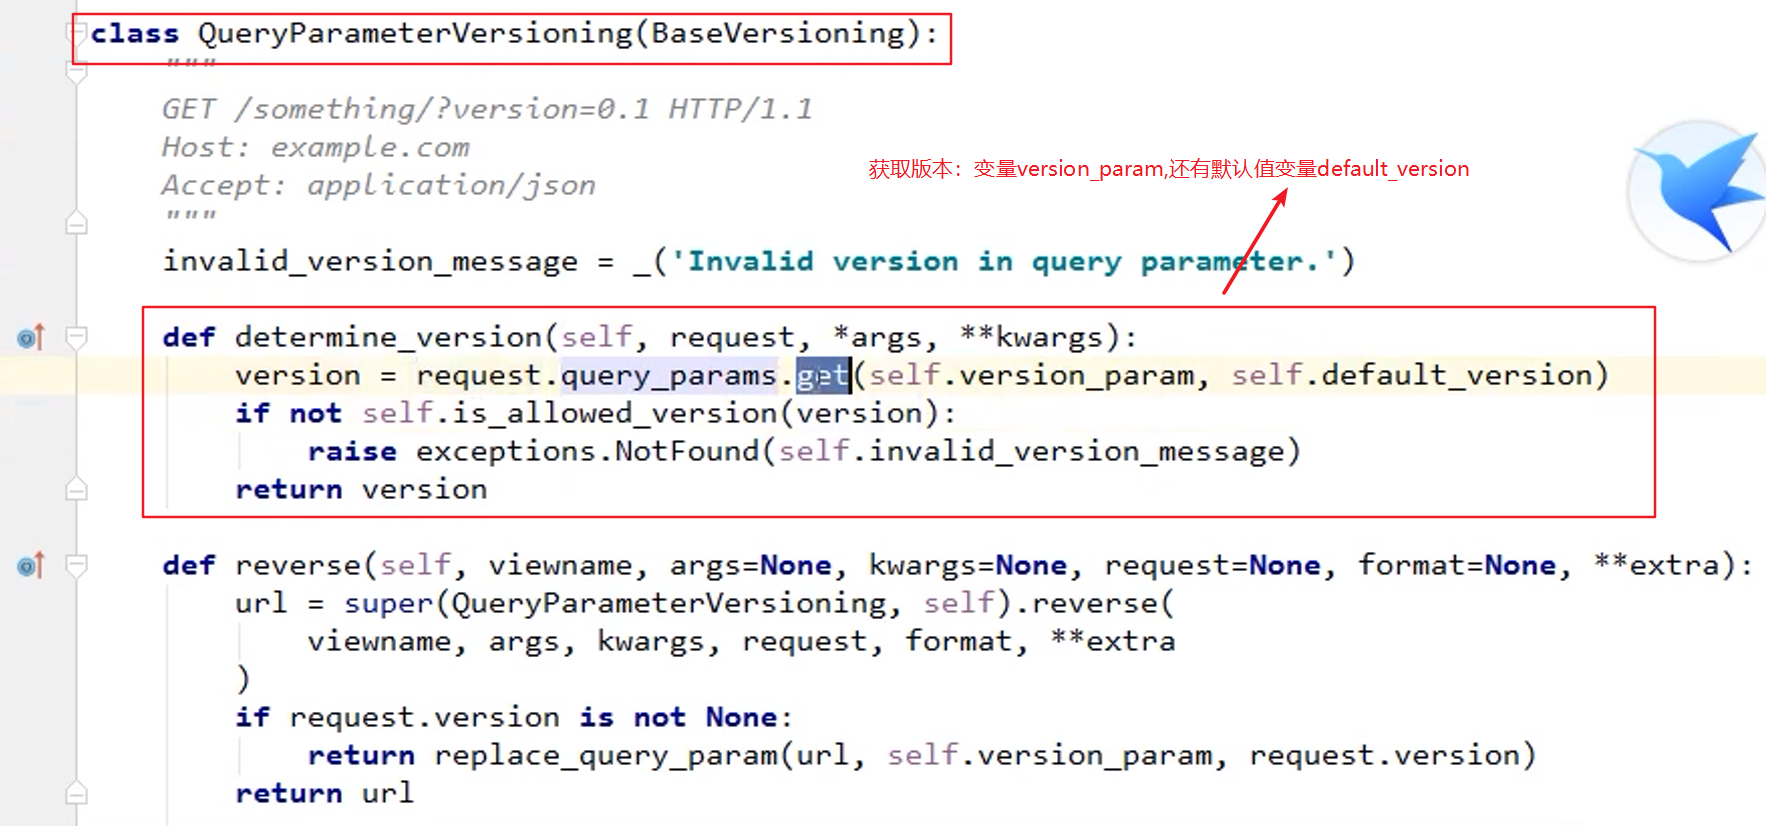 class QueryParameterVersioning(BaseVersioning):
"""
GET /something/?version=0.1 HTTP/1.1
Host: example.com
获取版本：变量version_param,还有默认值变量default_version
Accept: application/json
"""
invalid_version_message = _('Invalid version in query parameter.')
def determine_version(self, request, *args, **kwargs):
version = request.query_params.get(self.version_param, self.default_version)
if not self.is_allowed_version(version):
raise exceptions.NotFound(self.invalid_version_message)
return version
def reverse(self, viewname, args=None, kwargs=None, request=None, format=None, **extra):
url = super(QueryParameterVersioning, self).reverse(
viewname, args, kwargs, request, format, **extra
)
if request.version is not None:
return replace_query_param(url, self.version_param, request.version)
return url